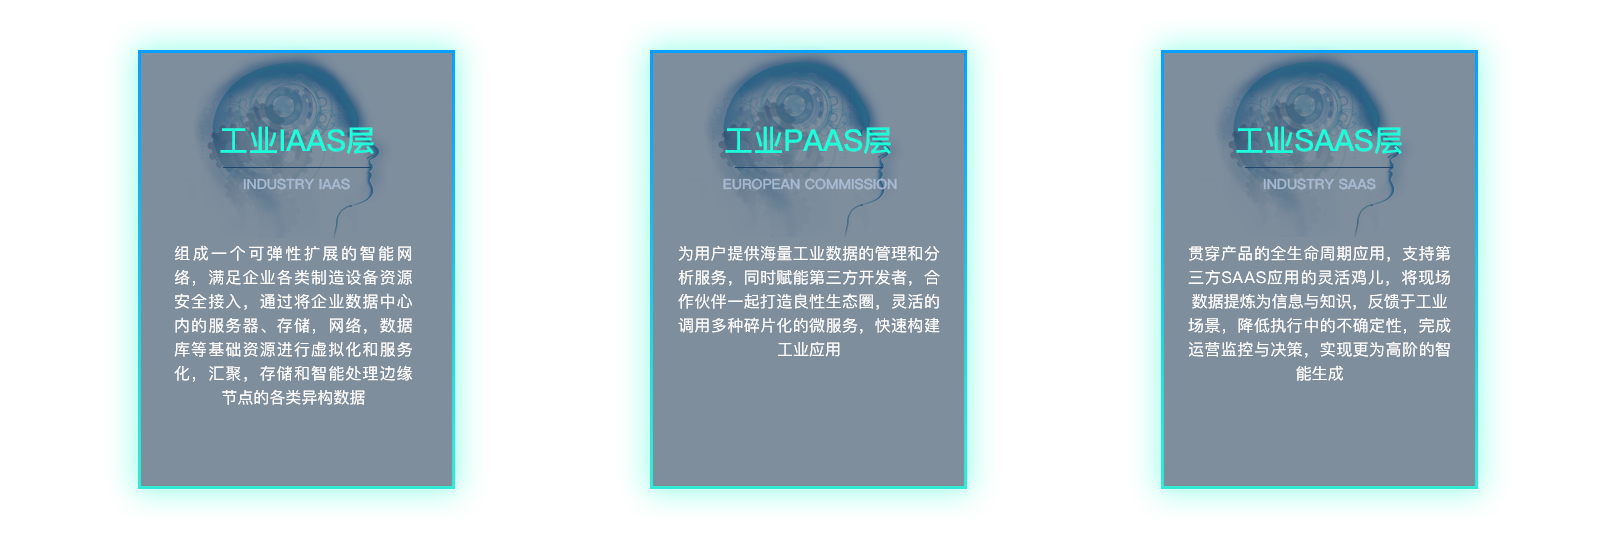 工业IAAS层
INDUSTRY IAAS
组成一个可弹性扩展的智能网
络，满足企业各类制造设备资源
安全接入，通过将企业数据中心
内的服务器、存储，网络，数据
库等基础资源进行虚拟化和服务
化，汇聚，存储和智能处理边缘
节点的各类异构数据
工业PAAS层
EUROPEAN COMMISSION
为用户提供海量工业数据的管理和分
析服务，同时赋能第三方开发者，合
作伙伴一起打造良性生态圈，灵活的
调用多种碎片化的微服务，快速构建
工业应用
工业SAAS层
INDUSTRY SAAS
贯穿产品的全生命周期应用，支持第
三方SAAS应用的灵活鸡儿，将现场
数据提炼为信息与知识，反馈于工业
场景，降低执行中的不确定性，完成
运营监控与决策，实现更为高阶的智
能生成